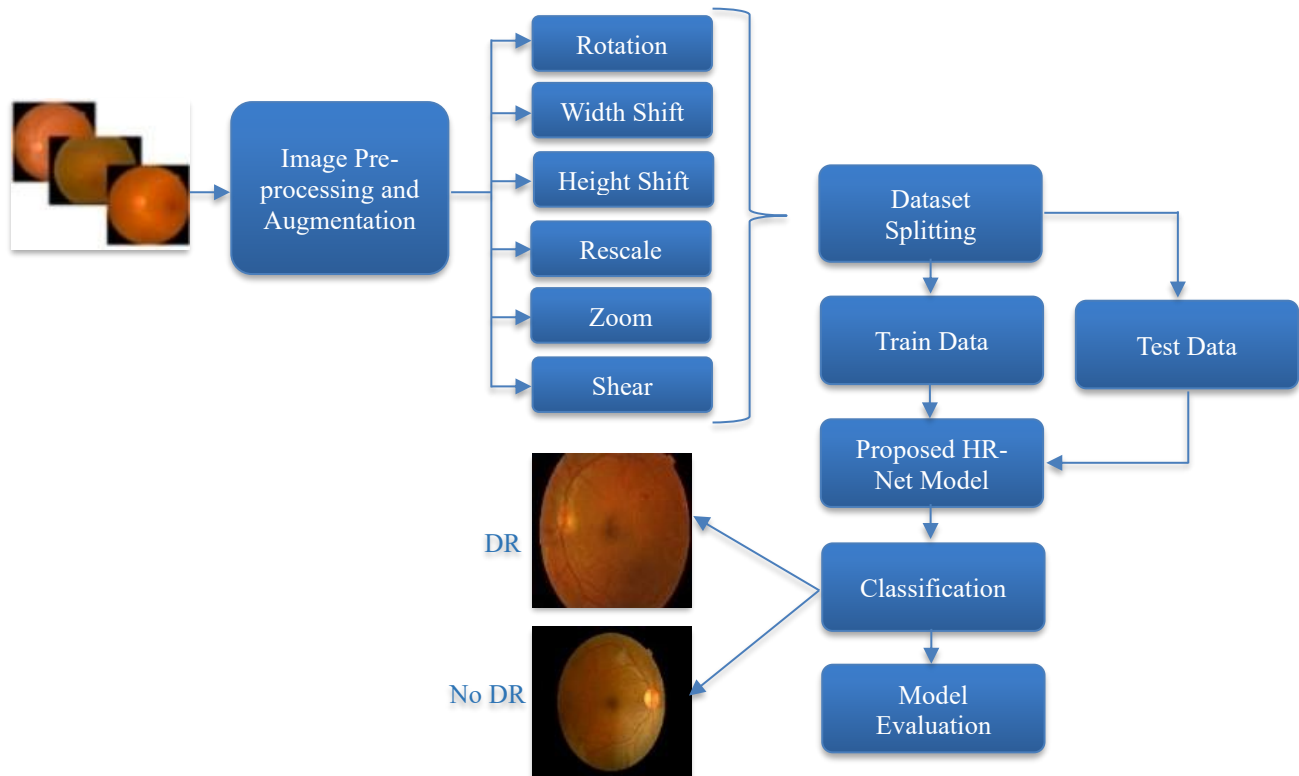 Image Pre-
processing and
Augmentation
Rotation
Width Shift
Height Shift
Rescale
Zoom
Shear
Dataset
Splitting
Train Data
Test Data
Proposed HR-
Net Model
Classification
DR
No DR
Model
Evaluation